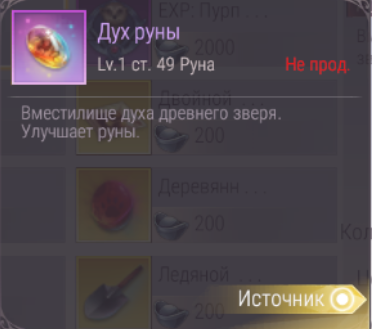 EXP: Пурп
Дух руны
2000
Lv.1 ст. 49 Руна
Не прод.
Двойной
Вместилище духа древнего зверя.
Улучшает руны.
200
Деревянн...
200
Кол
Ледяной
200
Источник